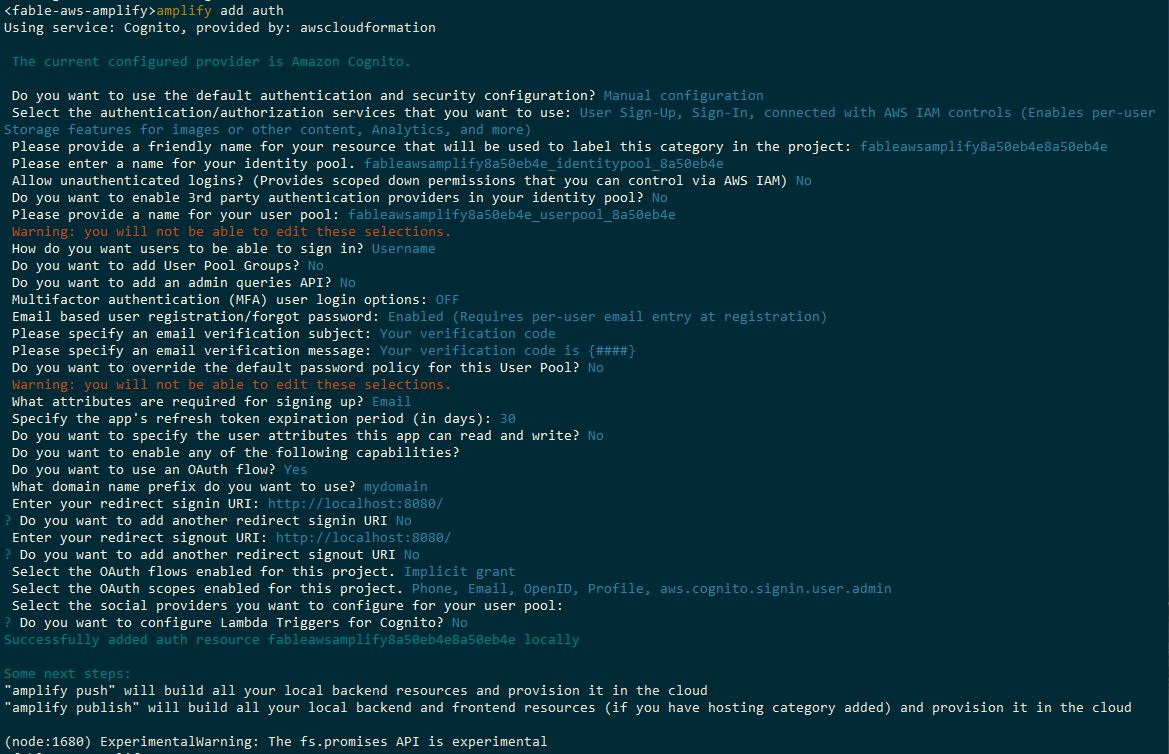 <fable-aws-amplify>amplify add auth
Using service: Cognito, provided by: awscloudformation
The current configured provider is Amazon Cognito.
Do you want to use the default authentication and security configuration? Manual configuration
Select the authentication/authorization services that you want to use: User Sign-Up, Sign-In, connected with AWS IAM controls (Enables per-user
Storage features for images or other content, Analytics, and more)
Please provide a friendly name for your resource that will be used to label this category in the project: fableawsamplify8a50eb4e8a50eb4e
Please enter a name for your identity pool. fableawsamplify8a50eb4e_identitypool_8a50eb4e
Allow unauthenticated logins? (Provides scoped down permissions that you can control via AWS IAM) No
Do you want to enable 3rd party authentication providers in your identity pool? No
Please provide a name for your user pool: fableawsamplify8a50eb4e_userpool_8a50eb4e
Warning: you will not be able to edit these selections.
How do you want users to be able to sign in? Username
Do you want to add User Pool Groups? No
Do you want to add an admin queries API? No
Multifactor authentication (MFA) user login options: OFF
Email based user registration/forgot password: Enabled (Requires per-user email entry at registration)
Please specify an email verification subject: Your verification code
Please specify an email verification message: Your verification code is {####}
Do you want to override the default password policy for this User Pool? No
Warning: you will not be able to edit these selections.
What attributes are required for signing up? Email
Specify the app's refresh token expiration period (in days): 30
Do you want to specify the user attributes this app can read and write? No
Do you want to enable any of the following capabilities?
Do you want to use an OAuth flow? Yes
What domain name prefix do you want to use? mydomain
Enter your redirect signin URI: http://localhost:8080/
? Do you want to add another redirect signin URI No
Enter your redirect signout URI: http://localhost:8080/
? Do you want to add another redirect signout URI No
Select the OAuth flows enabled for this project. Implicit grant
Select the OAuth scopes enabled for this project. Phone, Email, OpenID, Profile, aws.cognito.signin.user.admin
Select the social providers you want to configure for your user pool:
? Do you want to configure Lambda Triggers for Cognito? No
Successfully added auth resource fableawsamplify8a50eb4e8a50eb4e locally
Some next steps:
"amplify push" will build all your local backend resources and provision it in the cloud
"amplify publish" will build all your local backend and frontend resources (if you have hosting category added) and provision it in the cloud
(node:1680) ExperimentalWarning: The fs.promises API is experimental